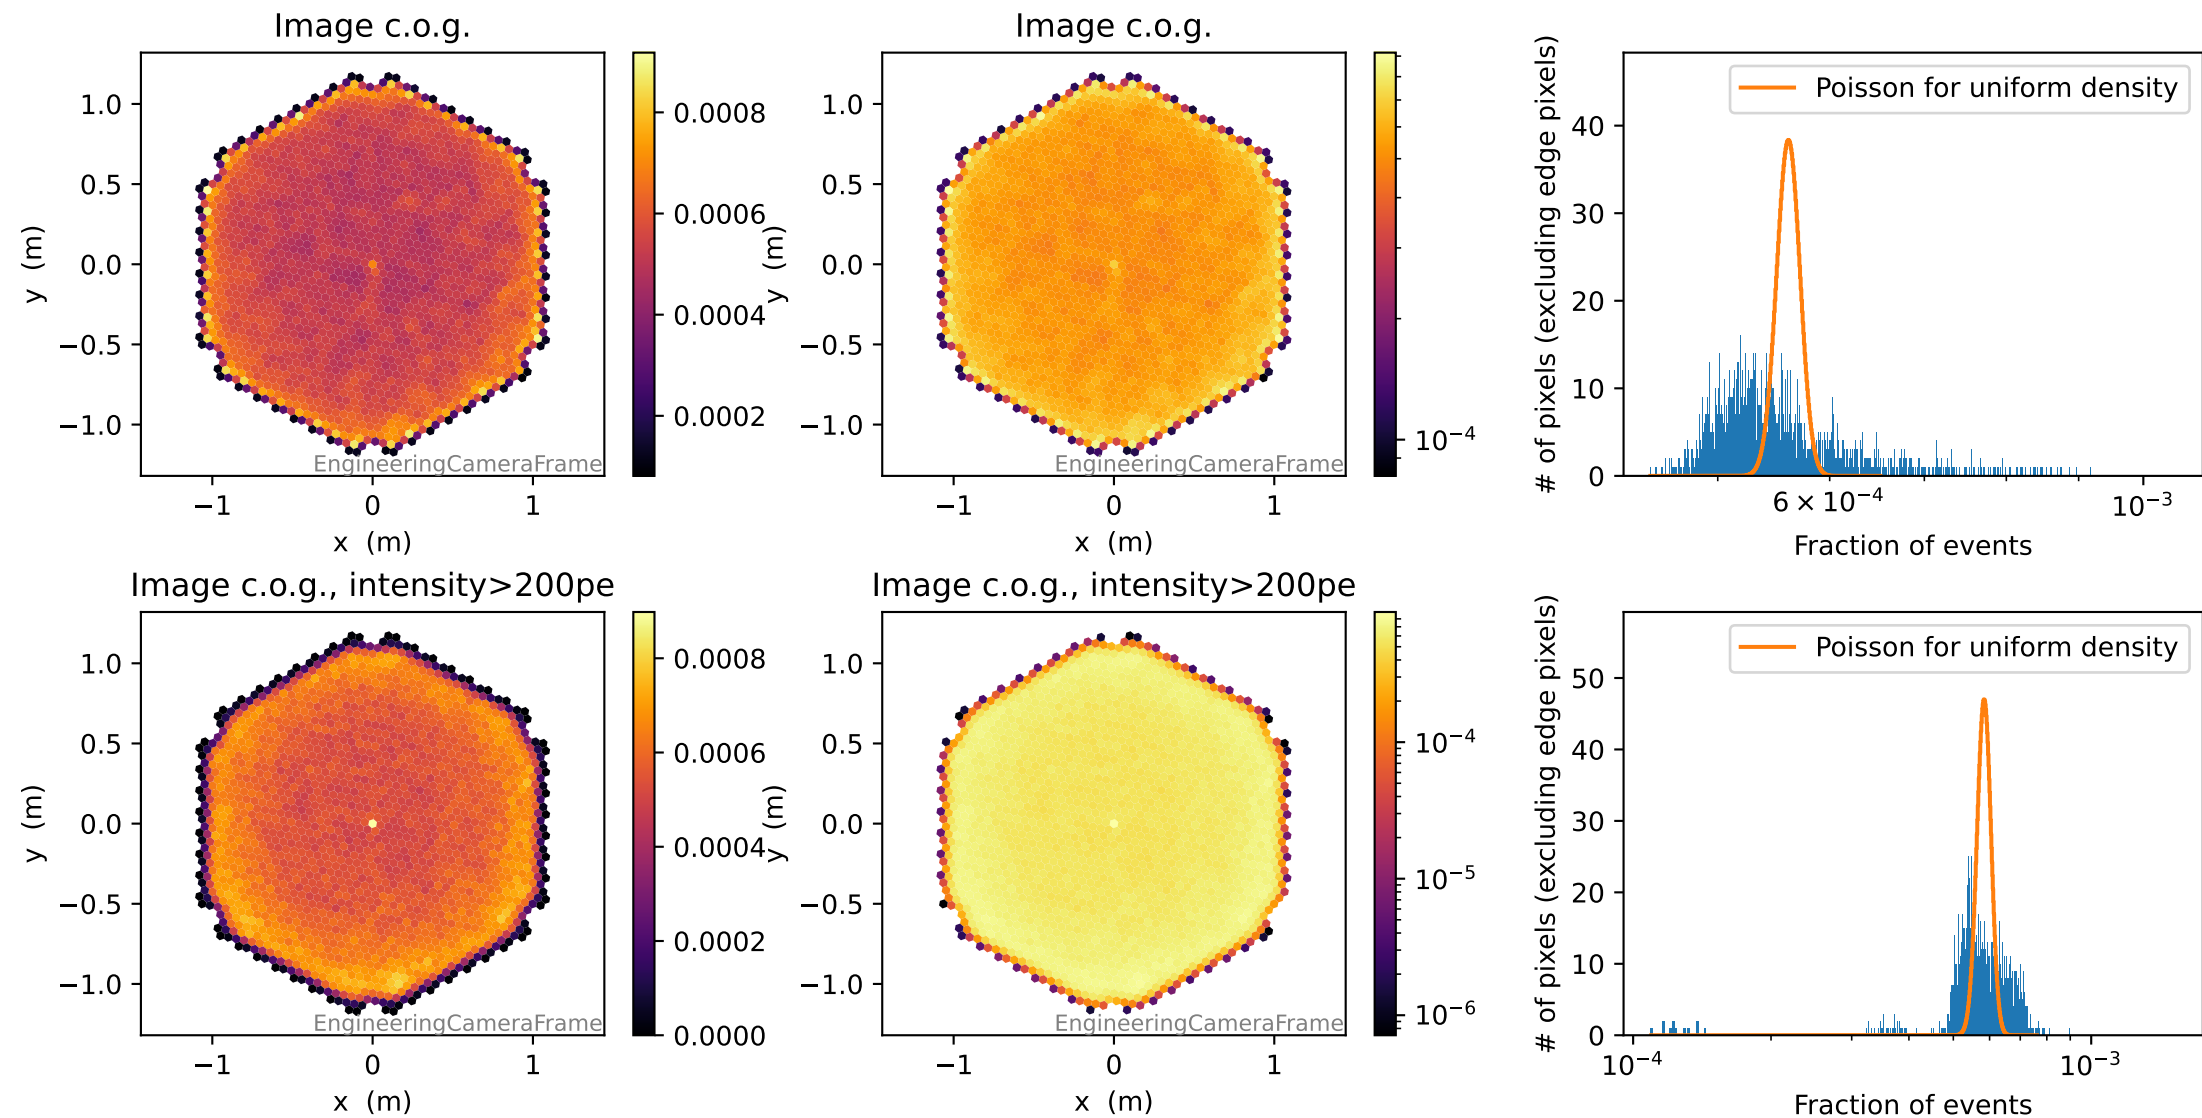 Image c.o.g.
1.0
0.5
0.0
−0.5
−1.0
y (m)
−1 0 1
x (m)
EngineeringCameraFrame
0.0008
0.0006
0.0004
0.0002
Image c.o.g.
1.0
0.5
0.0
−0.5
−1.0
y (m)
−1 0 1
x (m)
EngineeringCameraFrame
10⁻⁴
Poisson for uniform density
# of pixels (excluding edge pixels)
40
30
20
10
0
6 × 10⁻⁴ 10⁻³
Fraction of events
Image c.o.g., intensity>200pe
1.0
0.5
0.0
−0.5
−1.0
y (m)
−1 0 1
x (m)
EngineeringCameraFrame
0.0008
0.0006
0.0004
0.0002
0.0000
Image c.o.g., intensity>200pe
1.0
0.5
0.0
−0.5
−1.0
y (m)
−1 0 1
x (m)
EngineeringCameraFrame
10⁻⁴
10⁻⁵
10⁻⁶
Poisson for uniform density
# of pixels (excluding edge pixels)
50
40
30
20
10
0
10⁻⁴ 10⁻³
Fraction of events